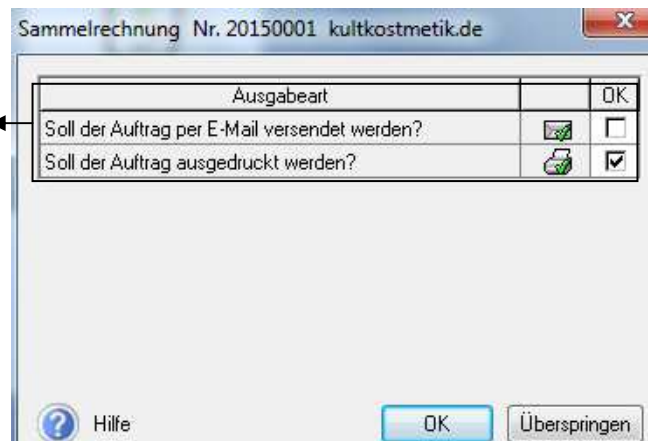 Sammelrechnung Nr. 20150001 kultkostmetik.de
Ausgabeart OK
Soll der Auftrag per E-Mail versendet werden?
Soll der Auftrag ausgedruckt werden?
Hilfe OK Überspringen